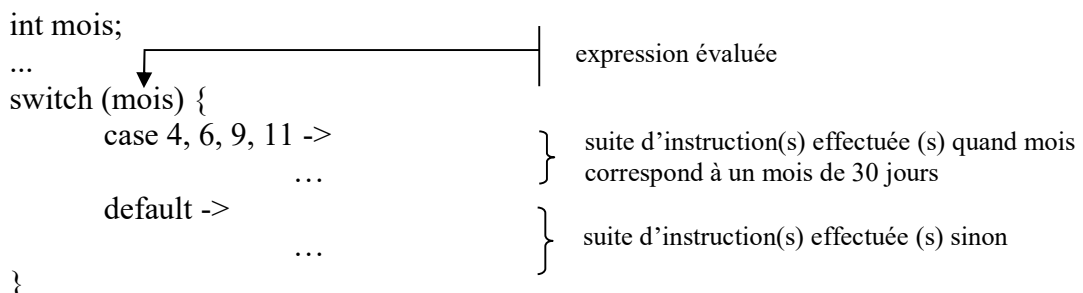 int mois;
...
expression évaluée
switch (mois) {
case 4, 6, 9, 11 ->
suite d’instruction(s) effectuée (s) quand mois
correspond à un mois de 30 jours
…
default ->
suite d’instruction(s) effectuée (s) sinon
…
}